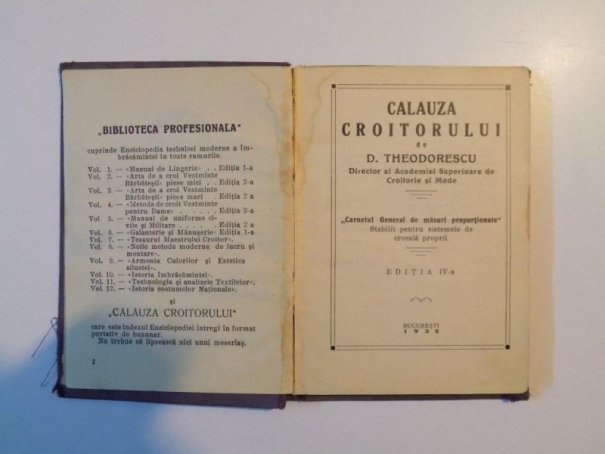 „BIBLIOTECA PROFESIONALA"
cuprinde Enciclopedia technicei moderne a îm-
brăcămintei în toate ramurile.
Vol. 1. — «Manual de Lingerie» . . Ediția 1-a
Vol. 2. — «Arta de a croi Vestminte
Bărbătești» piese mici . . Ediția 2-a
Vol. 3. — «Arta de a croi Vestminte
Bărbătești» piese mari . . Ediția 2-a
Vol. 4. — «Metoda de croit Vestminte
pentru Dame» . . . . Ediția 3-a
Vol. 5. — «Manual de uniforme ci-
vile și Militare . . . . Ediția 2-a
Vol. 6. — «Galanterie și Mănușerie» Ediția 1-a
Vol. 7. — «Tezaurul Maestrului Croitor».
Vol. 8. — «Noile metode moderne de lucru și
montare».
Vol. 9. — «Armonia Culorilor și Estetica
siluetei».
Vol. 10. — «Istoria Imbrăcămintei».
Vol. 11. — «Technologia și analizele Textilelor».
Vol. 12. — «Istoria costumelor Naționale».
și
„CALAUZA CROITORULUI"
care este indexul Enciclopediei întregi în format
portativ de buzunar.
Nu trebue să lipsească nici unui meseriaș.
2
CALAUZA
CROITORULUI
de
D. THEODORESCU
Director al Academiei Superioare de
Croitorie și Mode
„Carnetul General de măsuri proporționate"
Stabilit pentru sistemele de
croeală proprii
EDIȚIA IV-a
BUCUREȘTI
1935